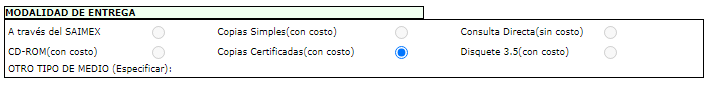 MODALIDAD DE ENTREGA
A través del SAIMEX Copias Simples(con costo) Consulta Directa(sin costo)
CD-ROM(con costo) Copias Certificadas(con costo) Disquete 3.5(con costo)
OTRO TIPO DE MEDIO (Especificar):